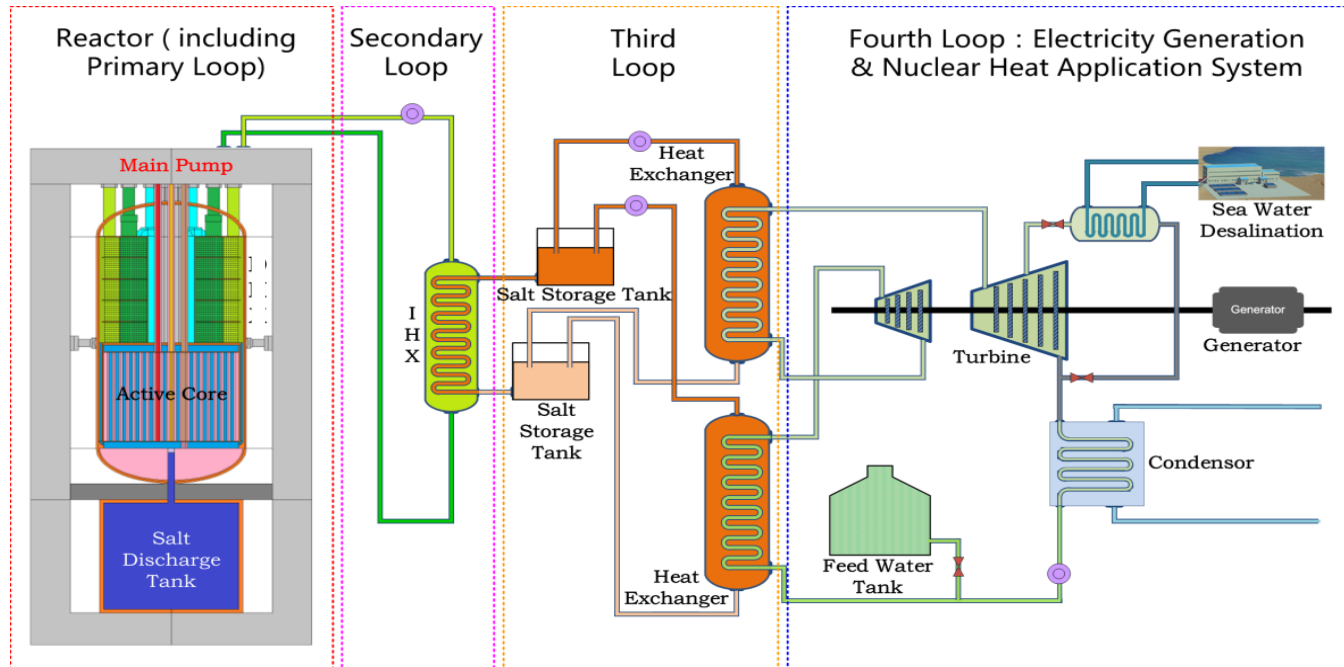 Reactor ( including
Primary Loop)
Secondary
Loop
Third
Loop
Fourth Loop : Electricity Generation
& Nuclear Heat Application System
Main Pump
Active Core
Salt
Discharge
Tank
I
H
X
Salt Storage Tank
Salt
Storage
Tank
Heat
Exchanger
Heat
Exchanger
Turbine
Generator
Generator
Sea Water
Desalination
Condensor
Feed Water
Tank